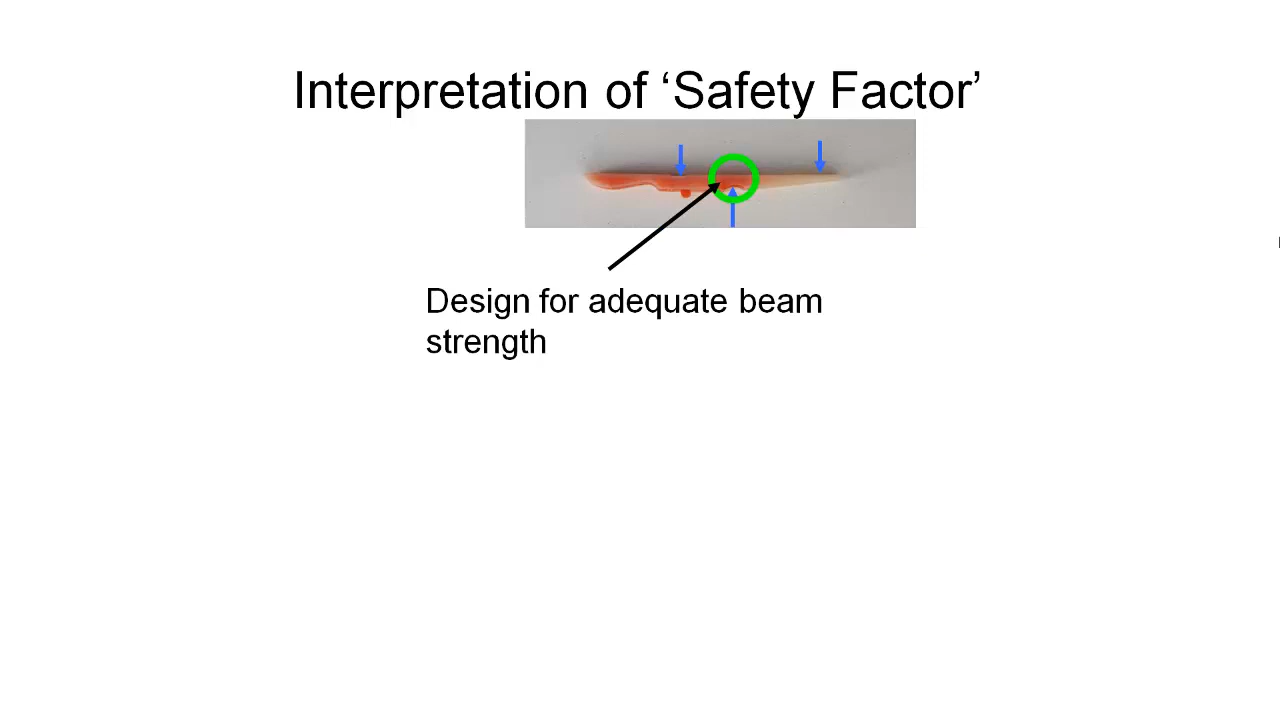 Interpretation of ‘Safety Factor’
Design for adequate beam
strength